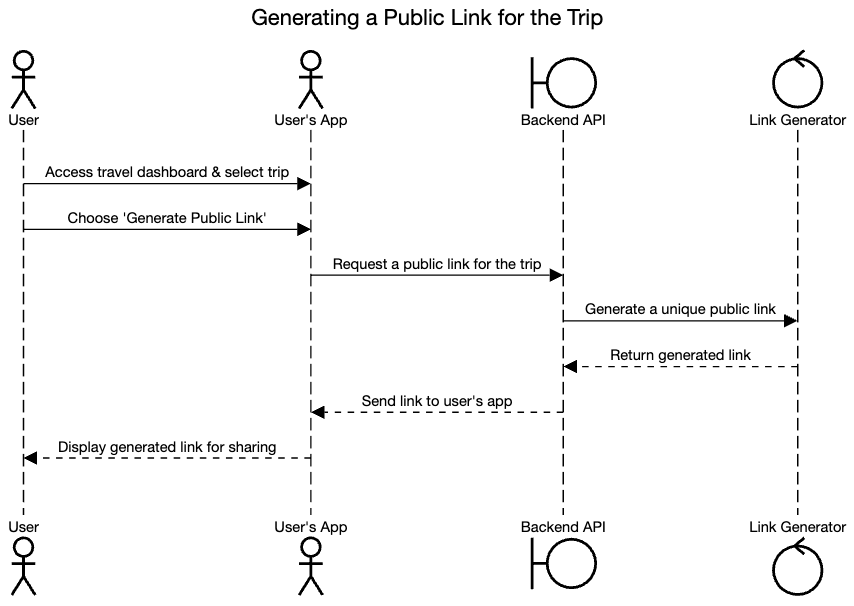 Generating a Public Link for the Trip
User
User's App
Backend API
Link Generator
Access travel dashboard & select trip
Choose 'Generate Public Link'
Request a public link for the trip
Generate a unique public link
Return generated link
Send link to user's app
Display generated link for sharing
User
User's App
Backend API
Link Generator